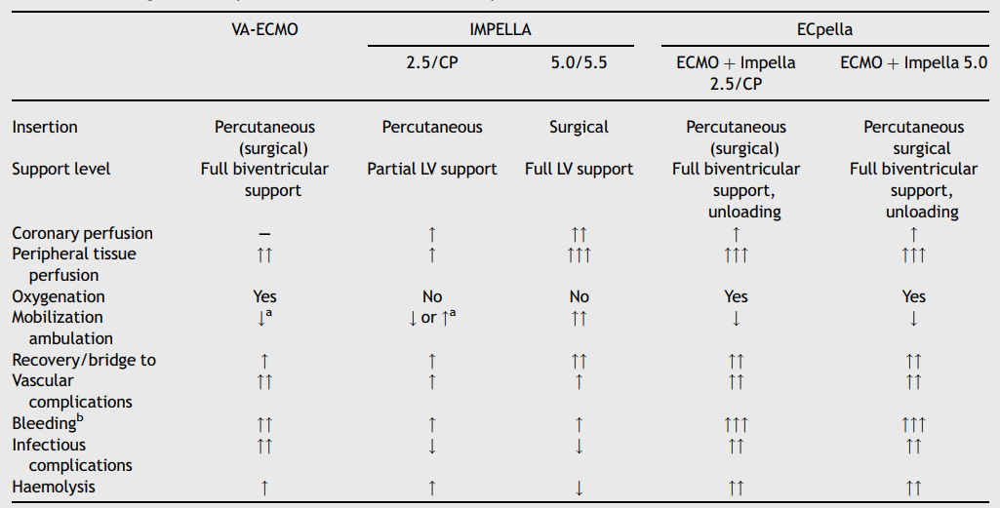 VA-ECMO IMPELLA ECpella
2.5/CP 5.0/5.5 ECMO + Impella 2.5/CP ECMO + Impella 5.0
Insertion Percutaneous (surgical) Percutaneous Surgical Percutaneous (surgical) Percutaneous surgical
Support level Full biventricular support Partial LV support Full LV support Full biventricular support, unloading Full biventricular support, unloading
Coronary perfusion — ↑ ↑↑ ↑ ↑
Peripheral tissue perfusion ↑↑ ↑ ↑↑↑ ↑↑↑ ↑↑↑
Oxygenation Yes No No Yes Yes
Mobilization ambulation ↓a ↓ or ↑a ↑↑ ↓ ↓
Recovery/bridge to ↑ ↑ ↑↑ ↑↑ ↑↑
Vascular complications ↑↑ ↑ ↑ ↑↑ ↑↑
Bleedingb ↑↑ ↑ ↑ ↑↑↑ ↑↑↑
Infectious complications ↑↑ ↓ ↓ ↑↑ ↑↑
Haemolysis ↑ ↑ ↓ ↑↑ ↑↑